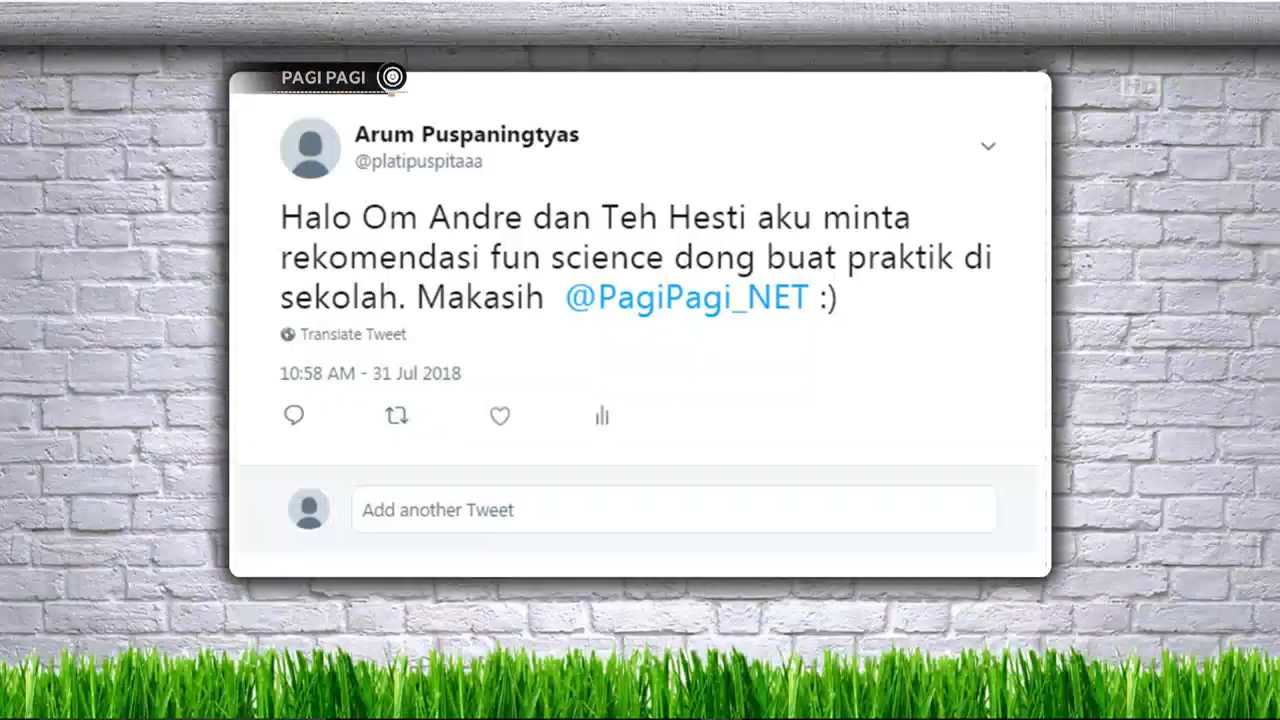 PAGI PAGI
HD
Arum Puspaningtyas
@platipuspitaaa
Halo Om Andre dan Teh Hesti aku minta
rekomendasi fun science dong buat praktik di
sekolah. Makasih @PagiPagi_NET :)
Translate Tweet
10:58 AM - 31 Jul 2018
Add another Tweet